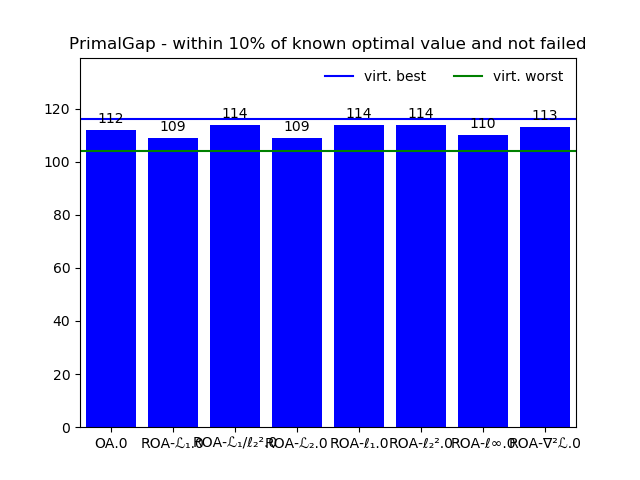 PrimalGap - within 10% of known optimal value and not failed
virt. best virt. worst
112 109 114 109 114 114 110 113
120
100
80
60
40
20
0
OA.0 ROA-ℒ₁.0 ROA-ℒ₁/ℓ₂².0 ROA-ℒ₂.0 ROA-ℓ₁.0 ROA-ℓ₂².0 ROA-ℓ∞.0 ROA-∇²ℒ.0